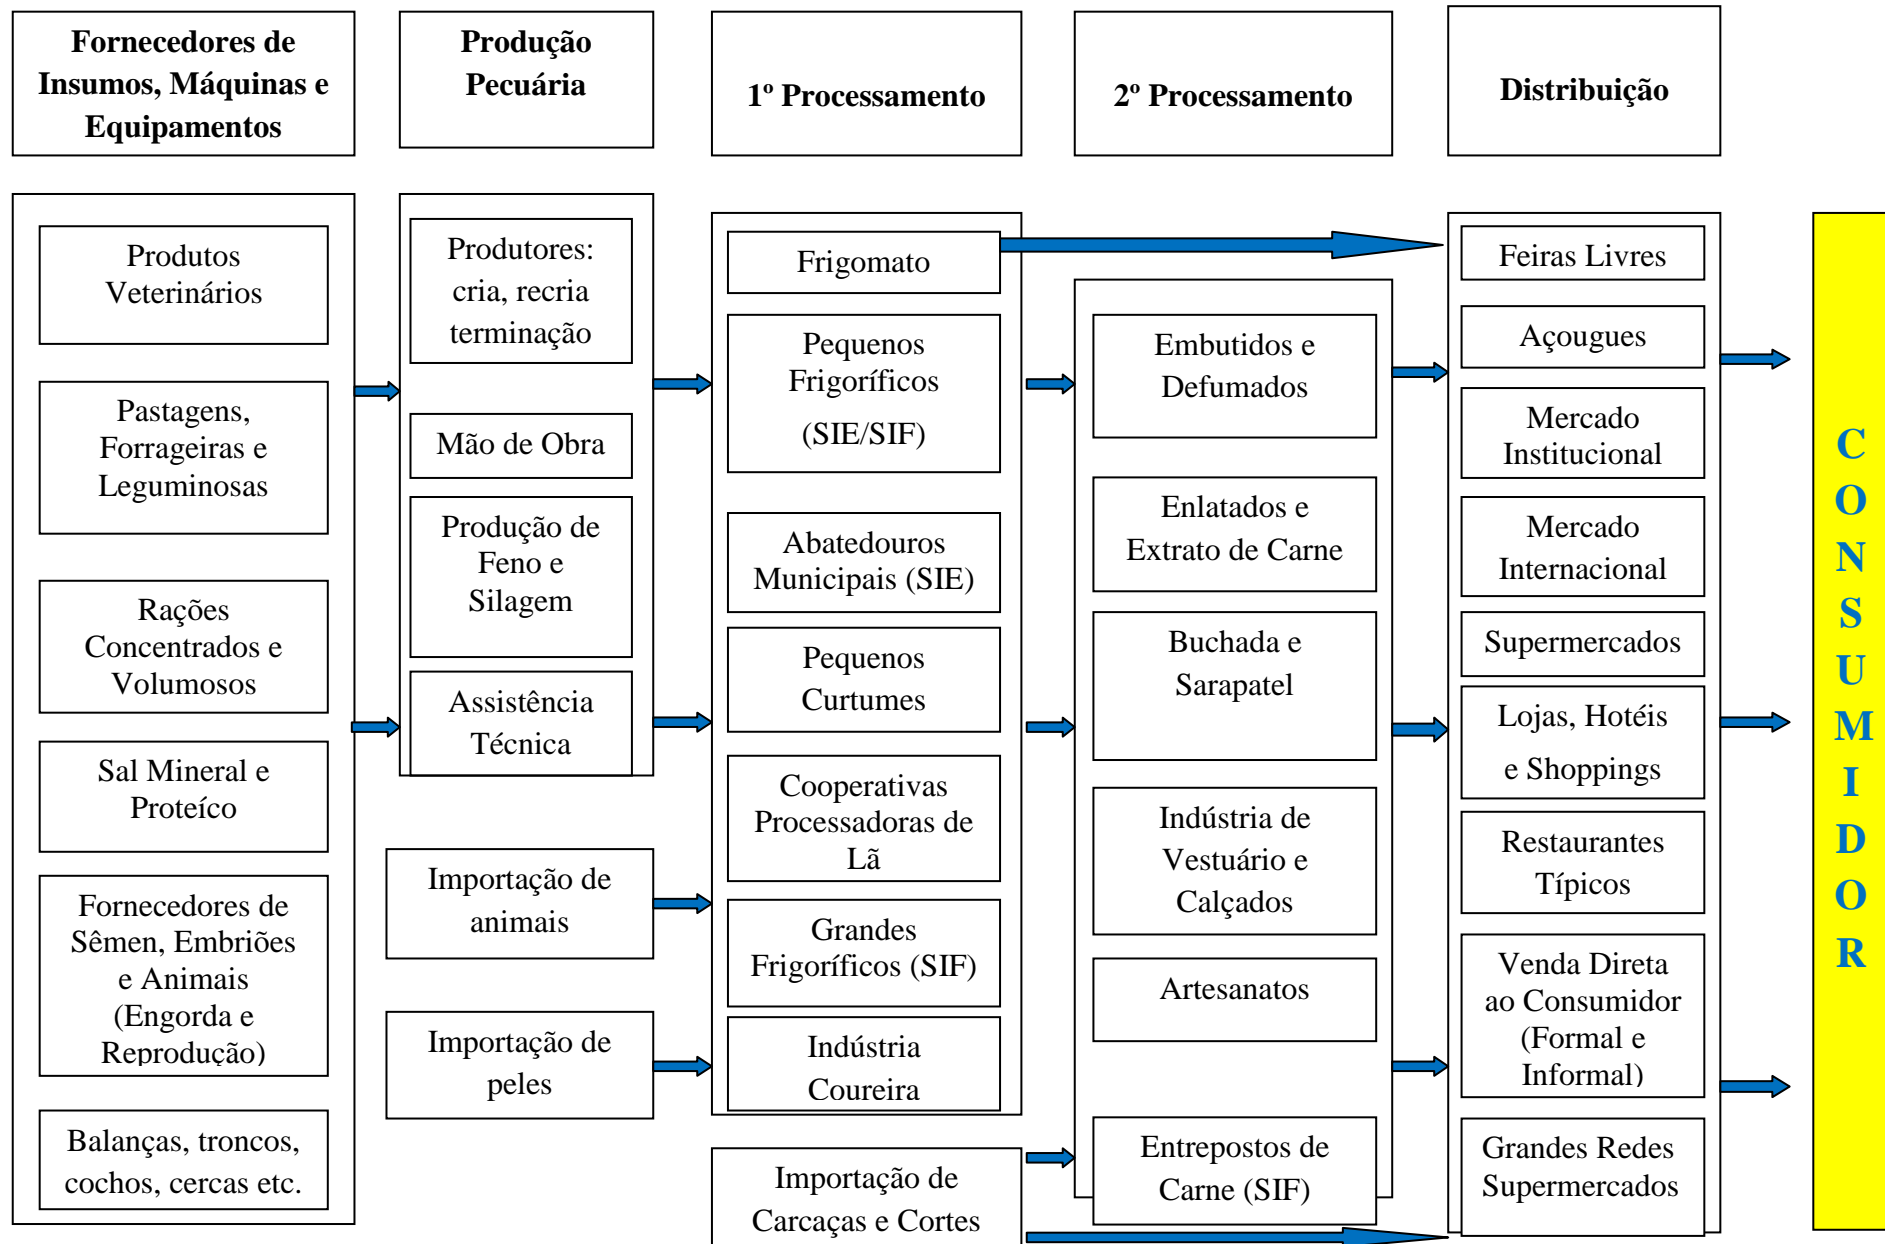 Fornecedores de
Insumos, Máquinas e
Equipamentos
Produção
Pecuária
1º Processamento
2º Processamento
Distribuição
Produtos
Veterinários
Pastagens,
Forrageiras e
Leguminosas
Rações
Concentrados e
Volumosos
Sal Mineral e
Proteíco
Fornecedores de
Sêmen, Embriões
e Animais
(Engorda e
Reprodução)
Balanças, troncos,
cochos, cercas etc.
Produtores:
cria, recria
terminação
Mão de Obra
Produção de
Feno e
Silagem
Assistência
Técnica
Importação de
animais
Importação de
peles
Frigomato
Pequenos
Frigoríficos
(SIE/SIF)
Abatedouros
Municipais (SIE)
Pequenos
Curtumes
Cooperativas
Processadoras de
Lã
Grandes
Frigoríficos (SIF)
Indústria
Coureira
Importação de
Carcaças e Cortes
Embutidos e
Defumados
Enlatados e
Extrato de Carne
Buchada e
Sarapatel
Indústria de
Vestuário e
Calçados
Artesanatos
Entrepostos de
Carne (SIF)
Feiras Livres
Açougues
Mercado
Institucional
Mercado
Internacional
Supermercados
Lojas, Hotéis
e Shoppings
Restaurantes
Típicos
Venda Direta
ao Consumidor
(Formal e
Informal)
Grandes Redes
Supermercados
C
O
N
S
U
M
I
D
O
R